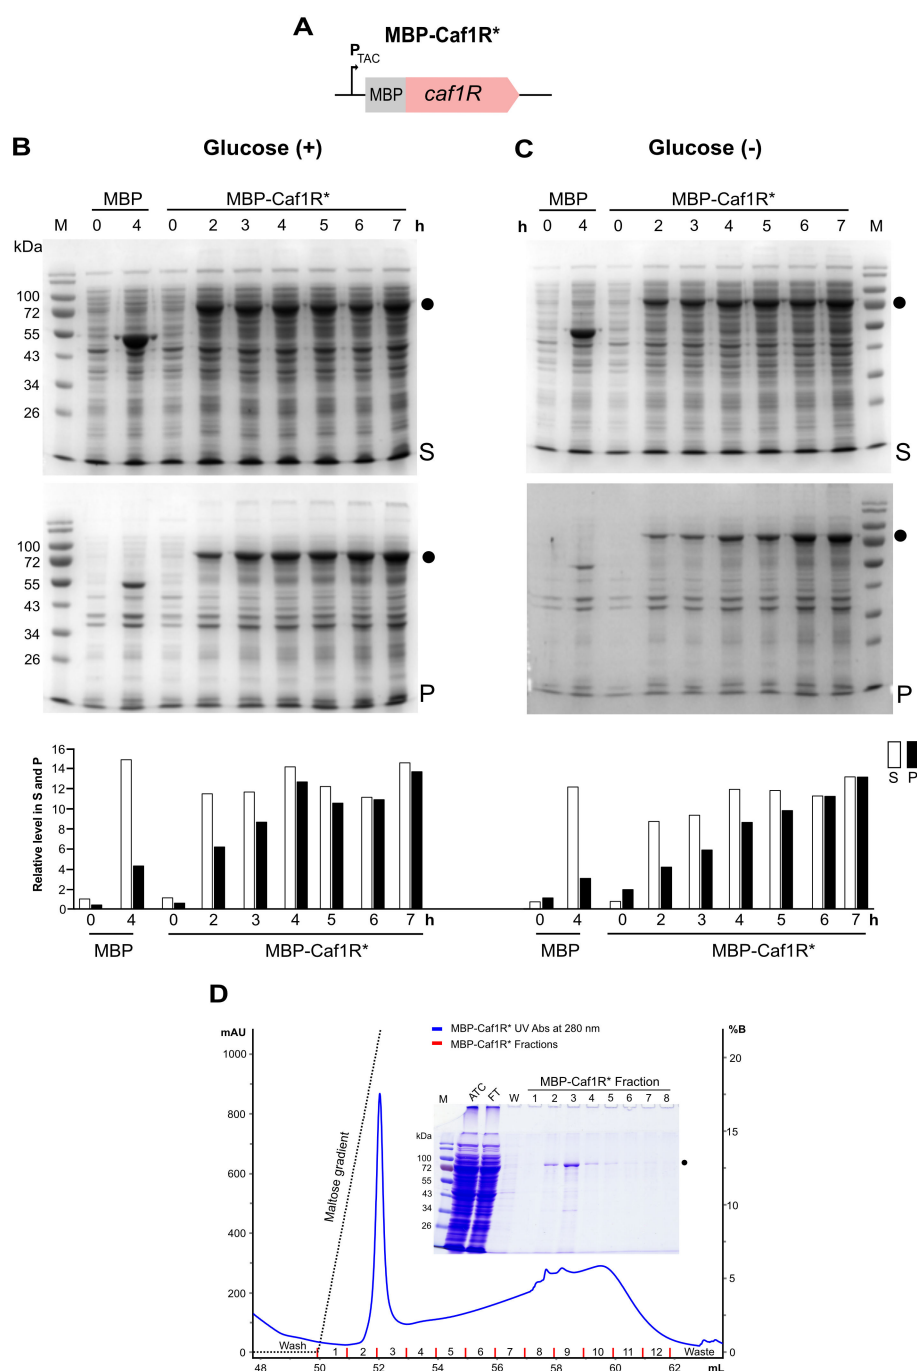 A
MBP-Caf1R*
PTAC
MBP caf1R
B Glucose (+)
MBP MBP-Caf1R*
M 0 4 0 2 3 4 5 6 7 h
kDa
100
72
55
43
34
26
S
100
72
55
43
34
26
P
C Glucose (-)
MBP MBP-Caf1R*
h 0 4 0 2 3 4 5 6 7 M
S
P
Relative level in S and P
16
14
12
10
8
6
4
2
0
0 4 0 2 3 4 5 6 7 h
MBP MBP-Caf1R*
0 4 0 2 3 4 5 6 7 h
MBP MBP-Caf1R*
S P
D
mAU %B
MBP-Caf1R* UV Abs at 280 nm
MBP-Caf1R* Fractions
1000
800
600
400
200
0
20
15
10
5
0
Maltose gradient
MBP-Caf1R* Fraction
M ATC FT W 1 2 3 4 5 6 7 8
kDa
100
72
55
43
34
26
Wash 1 2 3 4 5 6 7 8 9 10 11 12 Waste
48 50 52 54 56 58 60 62 mL